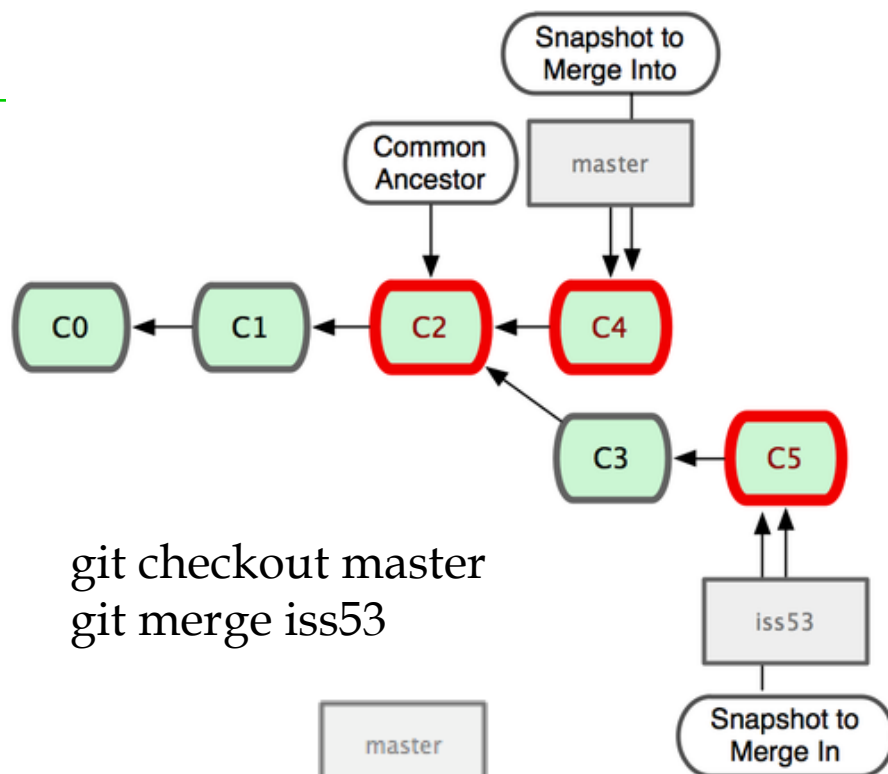 Snapshot to
Merge Into
Common
Ancestor
master
C0
C1
C2
C4
C3
C5
git checkout master
git merge iss53
iss53
master
Snapshot to
Merge In